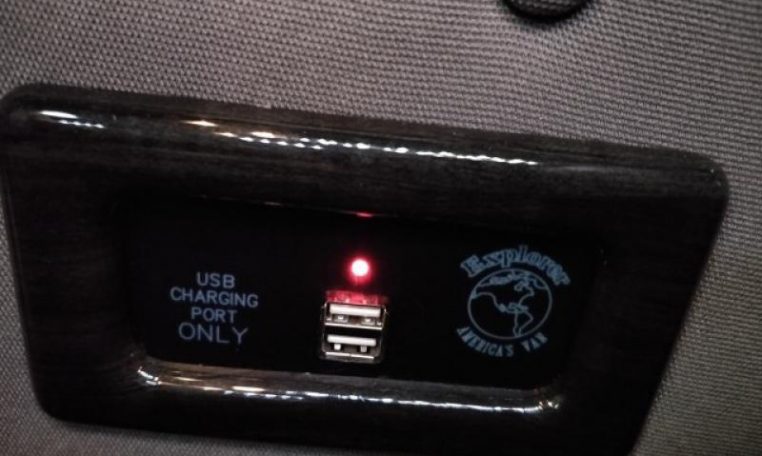 USB
CHARGING
PORT
ONLY
Explorer
AMERICA'S VAN